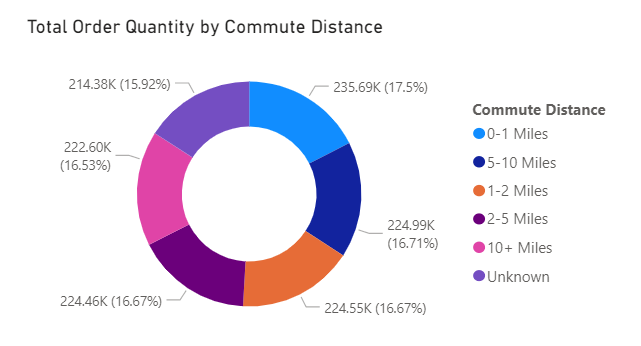 Total Order Quantity by Commute Distance
214.38K (15.92%)
235.69K (17.5%)
222.60K
(16.53%)
224.99K
(16.71%)
224.46K (16.67%)
224.55K (16.67%)
Commute Distance
0-1 Miles
5-10 Miles
1-2 Miles
2-5 Miles
10+ Miles
Unknown